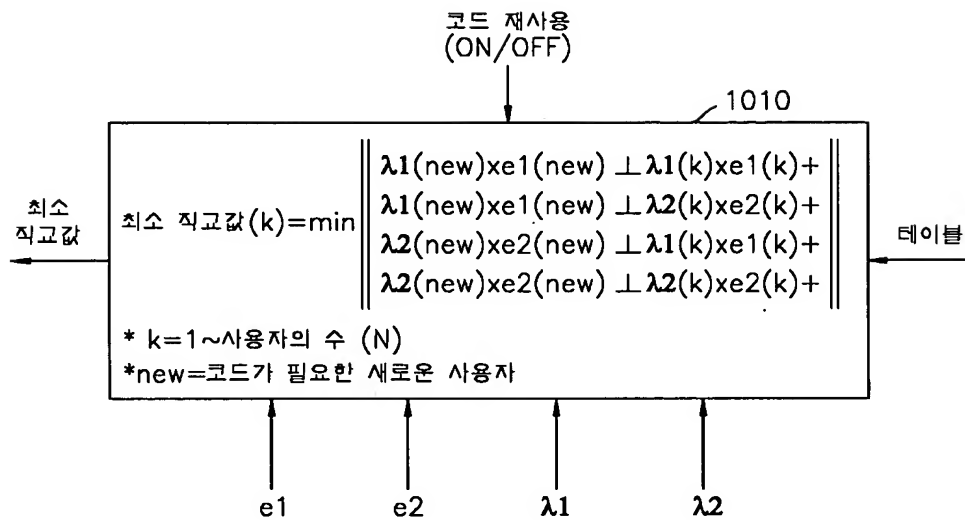 코드 재사용
(ON/OFF)
1010
λ1(new)xe1(new) ⊥λ1(k)xe1(k)+
λ1(new)xe1(new) ⊥λ2(k)xe2(k)+
λ2(new)xe2(new) ⊥λ1(k)xe1(k)+
λ2(new)xe2(new) ⊥λ2(k)xe2(k)+
최소 직교값(k)=min
최소
직교값
테이블
* k=1~사용자의 수 (N)
*new=코드가 필요한 새로운 사용자
e1
e2
λ1
λ2